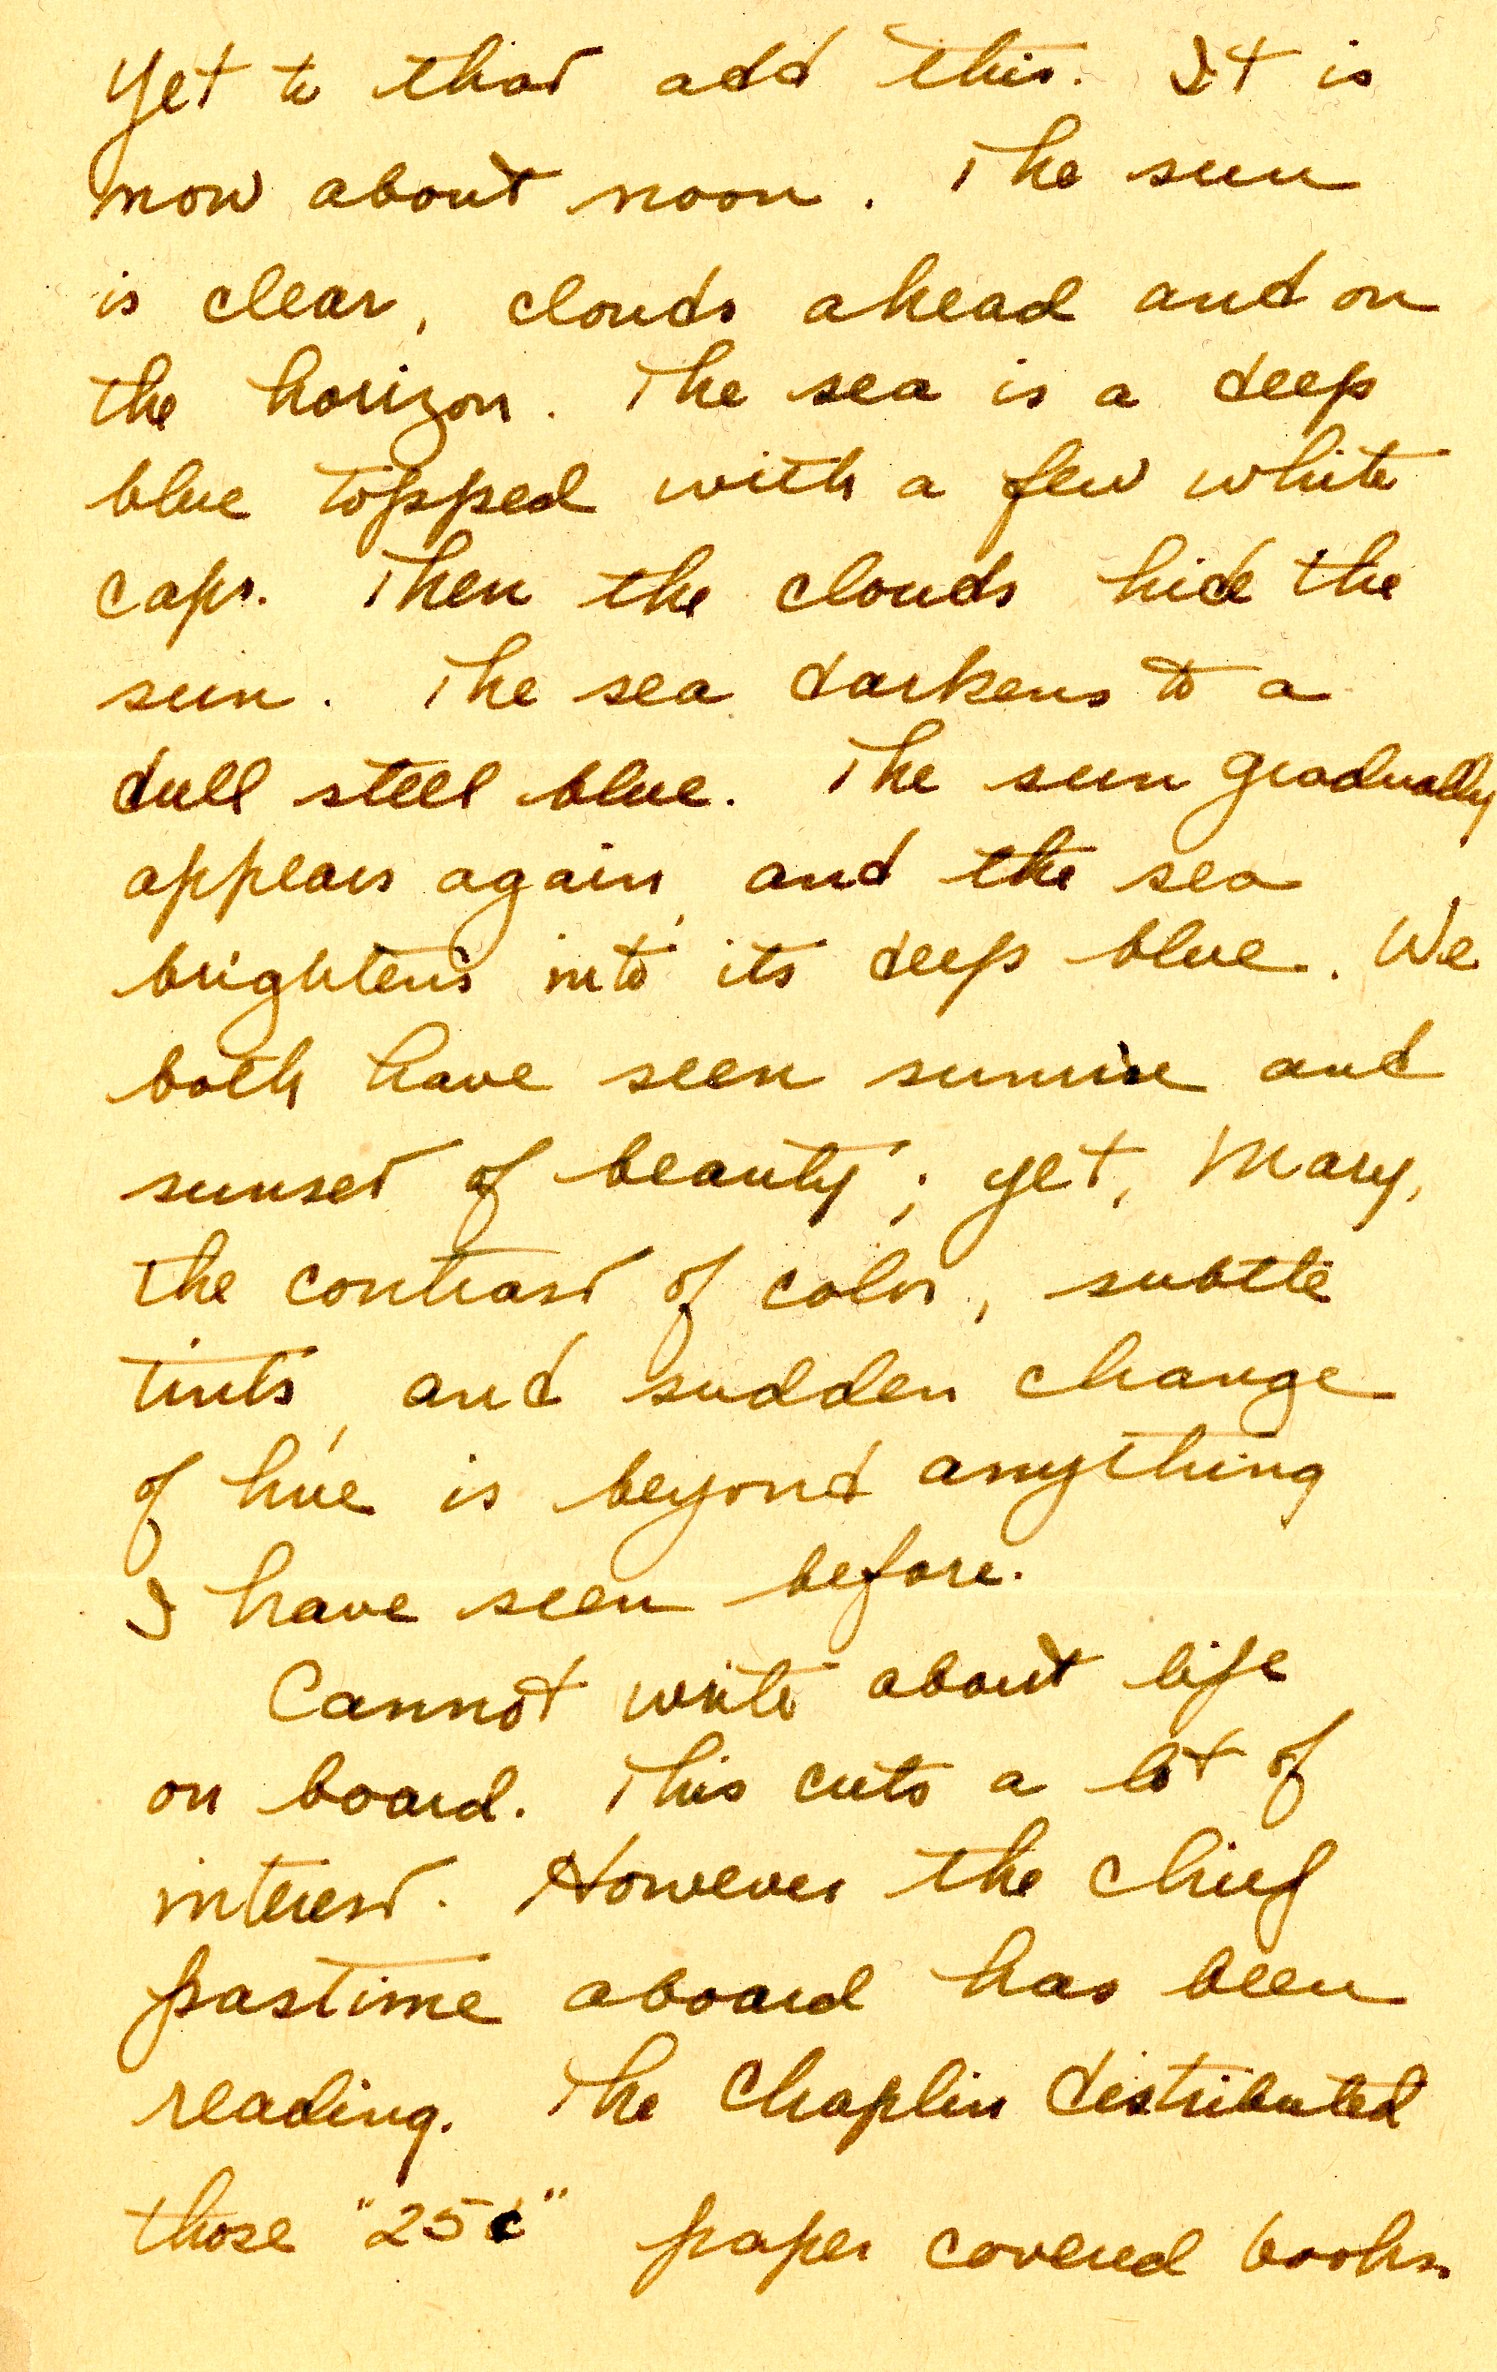 Yet to that add this. It is
now about noon. The sun
is clear, clouds ahead and on
the horizon. The sea is a deep
blue topped with a few white
caps. Then the clouds hide the
sun. The sea darkens to a
dull steel blue. The sun gradually
appears again, and the sea
brightens into its deep blue. We
both have seen sunrise and
sunset of beauty; yet, Mary,
the contrast of color, subtle
tints, and sudden change
of hue is beyond anything
I have seen before.
Cannot write about life
on board. This cuts a lot of
interest. However the chief
pastime aboard has been
reading. The Chaplin distributed
those "25¢" paper covered books.